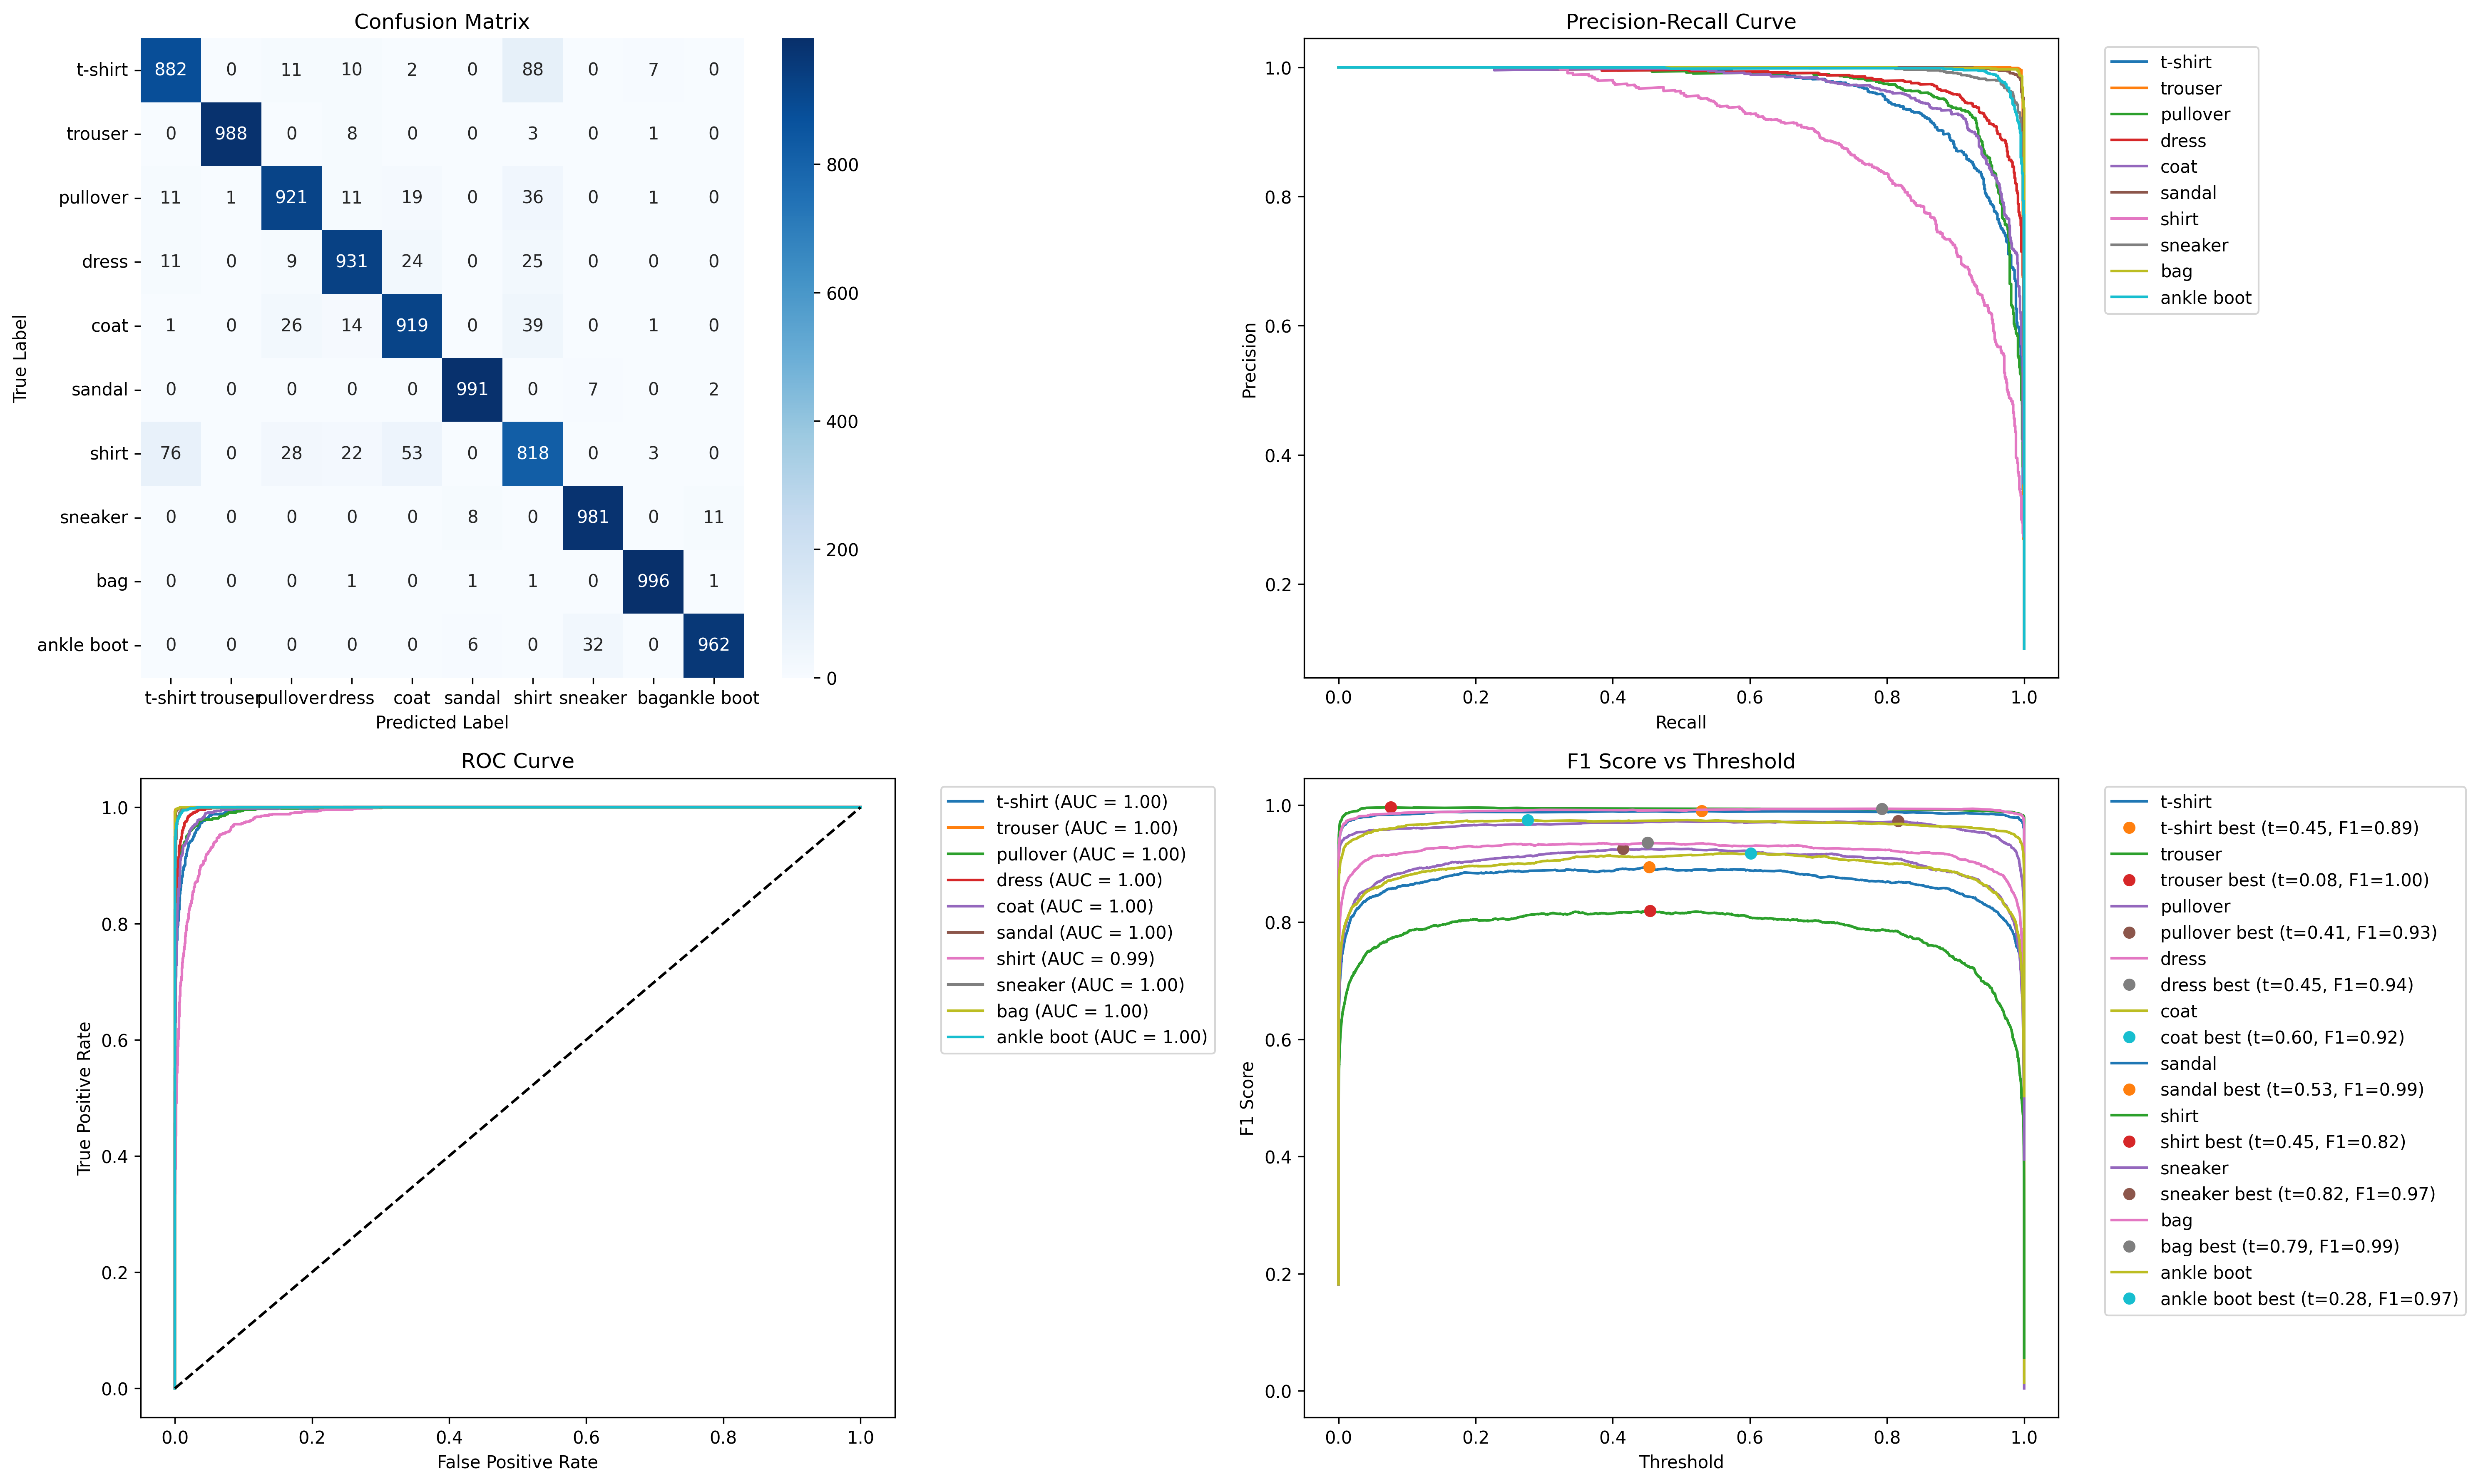 Confusion Matrix
True Label
t-shirt 882 0 11 10 2 0 88 0 7 0
trouser 0 988 0 8 0 0 3 0 1 0
pullover 11 1 921 11 19 0 36 0 1 0
dress 11 0 9 931 24 0 25 0 0 0
coat 1 0 26 14 919 0 39 0 1 0
sandal 0 0 0 0 0 991 0 7 0 2
shirt 76 0 28 22 53 0 818 0 3 0
sneaker 0 0 0 0 0 8 0 981 0 11
bag 0 0 0 1 0 1 1 0 996 1
ankle boot 0 0 0 0 0 6 0 32 0 962
t-shirt trouser pullover dress coat sandal shirt sneaker bag ankle boot
Predicted Label
800
600
400
200
0
Precision-Recall Curve
Precision
1.0
0.8
0.6
0.4
0.2
0.0 0.2 0.4 0.6 0.8 1.0
Recall
t-shirt
trouser
pullover
dress
coat
sandal
shirt
sneaker
bag
ankle boot
ROC Curve
True Positive Rate
1.0
0.8
0.6
0.4
0.2
0.0
0.0 0.2 0.4 0.6 0.8 1.0
False Positive Rate
t-shirt (AUC = 1.00)
trouser (AUC = 1.00)
pullover (AUC = 1.00)
dress (AUC = 1.00)
coat (AUC = 1.00)
sandal (AUC = 1.00)
shirt (AUC = 0.99)
sneaker (AUC = 1.00)
bag (AUC = 1.00)
ankle boot (AUC = 1.00)
F1 Score vs Threshold
F1 Score
1.0
0.8
0.6
0.4
0.2
0.0
0.0 0.2 0.4 0.6 0.8 1.0
Threshold
t-shirt
t-shirt best (t=0.45, F1=0.89)
trouser
trouser best (t=0.08, F1=1.00)
pullover
pullover best (t=0.41, F1=0.93)
dress
dress best (t=0.45, F1=0.94)
coat
coat best (t=0.60, F1=0.92)
sandal
sandal best (t=0.53, F1=0.99)
shirt
shirt best (t=0.45, F1=0.82)
sneaker
sneaker best (t=0.82, F1=0.97)
bag
bag best (t=0.79, F1=0.99)
ankle boot
ankle boot best (t=0.28, F1=0.97)